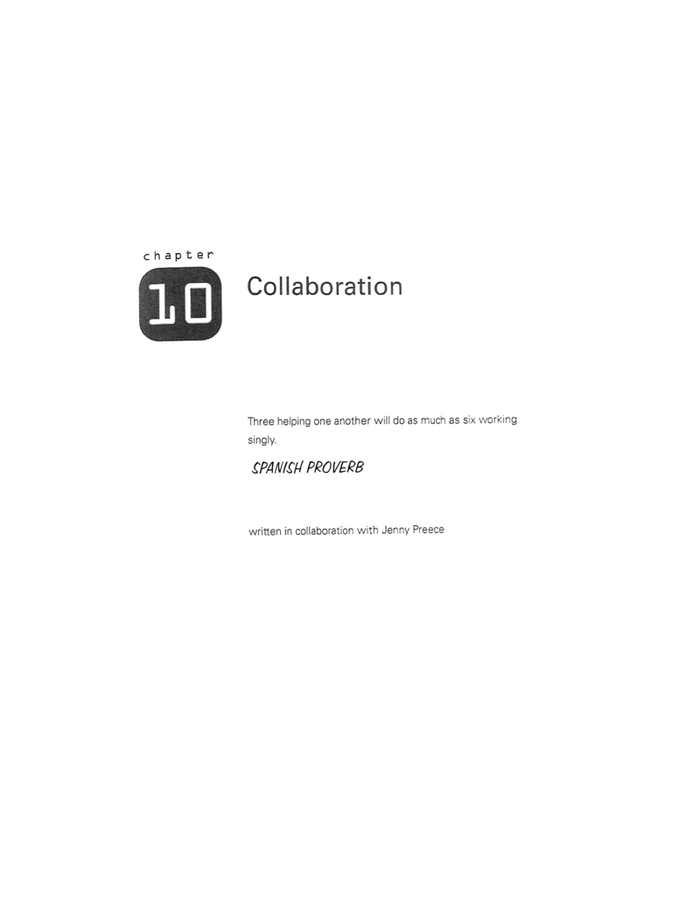 chapter
10
Collaboration
Three helping one another will do as much as six working
singly.
SPANISH PROVERB
written in collaboration with Jenny Preece